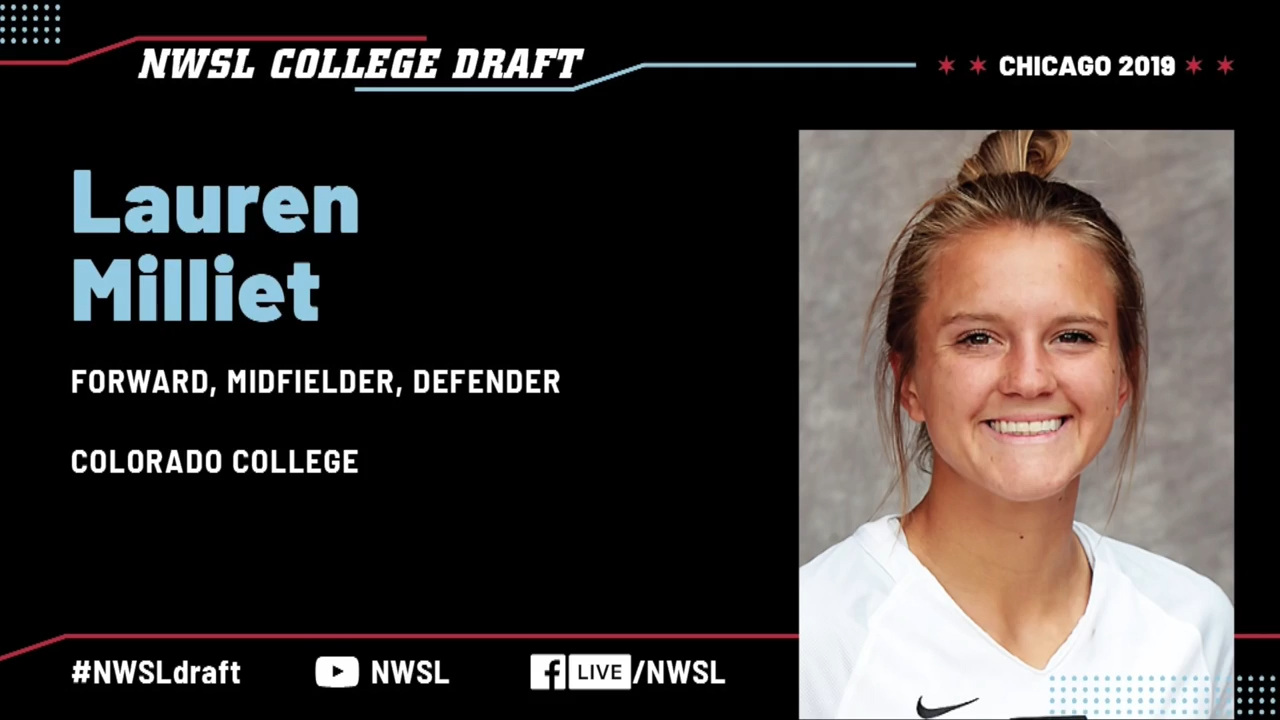 NWSL COLLEGE DRAFT
CHICAGO 2019
Lauren
Milliet
FORWARD, MIDFIELDER, DEFENDER
COLORADO COLLEGE
#NWSLdraft
NWSL
f LIVE/NWSL